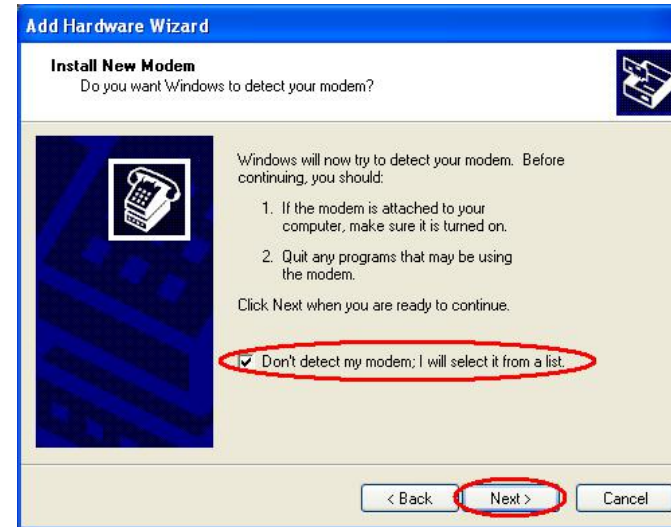 Add Hardware Wizard
Install New Modem
Do you want Windows to detect your modem?
Windows will now try to detect your modem. Before
continuing, you should:
1. If the modem is attached to your
computer, make sure it is turned on.
2. Quit any programs that may be using
the modem.
Click Next when you are ready to continue.
Don't detect my modem; I will select it from a list.
< Back
Next >
Cancel